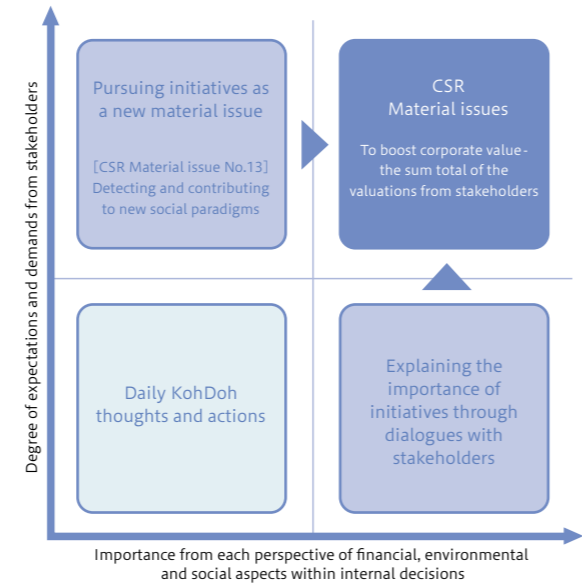 Degree of expectations and demands from stakeholders
Pursuing initiatives as
a new material issue
[CSR Material issue No.13]
Detecting and contributing
to new social paradigms
CSR
Material issues
To boost corporate value-
the sum total of the
valuations from stakeholders
Daily KohDoh
thoughts and actions
Explaining the
importance of
initiatives through
dialogues with
stakeholders
Importance from each perspective of financial, environmental
and social aspects within internal decisions